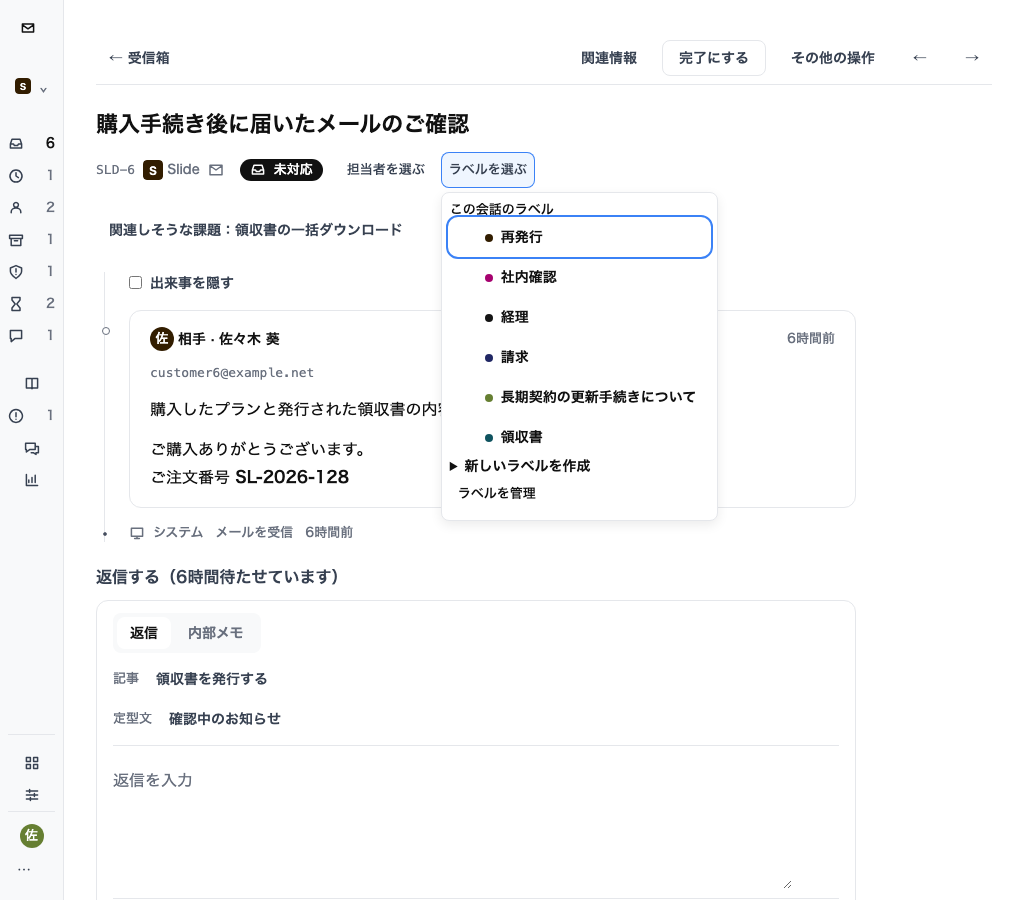 S
6
1
2
1
1
2
1
1
佐
…
← 受信箱
関連情報
完了にする
その他の操作
←
→
購入手続き後に届いたメールのご確認
SLD-6 S Slide 未対応 担当者を選ぶ ラベルを選ぶ
この会話のラベル
再発行
社内確認
経理
請求
長期契約の更新手続きについて
領収書
▶ 新しいラベルを作成
ラベルを管理
関連しそうな課題：領収書の一括ダウンロード
出来事を隠す
佐 相手 · 佐々木 葵
6時間前
customer6@example.net
購入したプランと発行された領収書の内
ご購入ありがとうございます。
ご注文番号 SL-2026-128
システム メールを受信 6時間前
返信する（6時間待たせています）
返信 内部メモ
記事 領収書を発行する
定型文 確認中のお知らせ
返信を入力